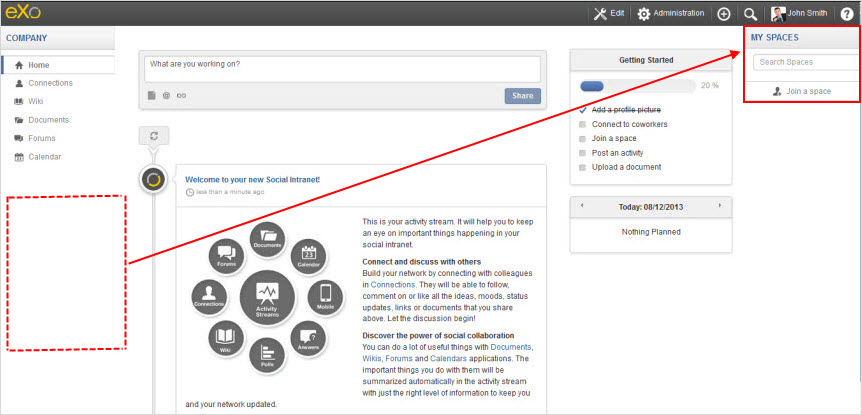 eXo
Edit
Administration
John Smith
COMPANY
Home
Connections
Wiki
Documents
Forums
Calendar
What are you working on?
Share
Welcome to your new Social Intranet!
less than a minute ago
Documents
Calendar
Mobile
Answers
Polls
Wiki
Connections
Forums
Activity
Streams
23
This is your activity stream. It will help you to keep
an eye on important things happening in your
social intranet.
Connect and discuss with others
Build your network by connecting with colleagues
in Connections. They will be able to follow,
comment on or like all the ideas, moods, status
updates, links or documents that you share
above. Let the discussion begin!
Discover the power of social collaboration
You can do a lot of useful things with Documents,
Wikis, Forums and Calendars applications. The
important things you do with them will be
summarized automatically in the activity stream
with just the right level of information to keep you
and your network updated.
Getting Started
20 %
Add a profile picture
Connect to coworkers
Join a space
Post an activity
Upload a document
Today: 08/12/2013
Nothing Planned
MY SPACES
Search Spaces
Join a space